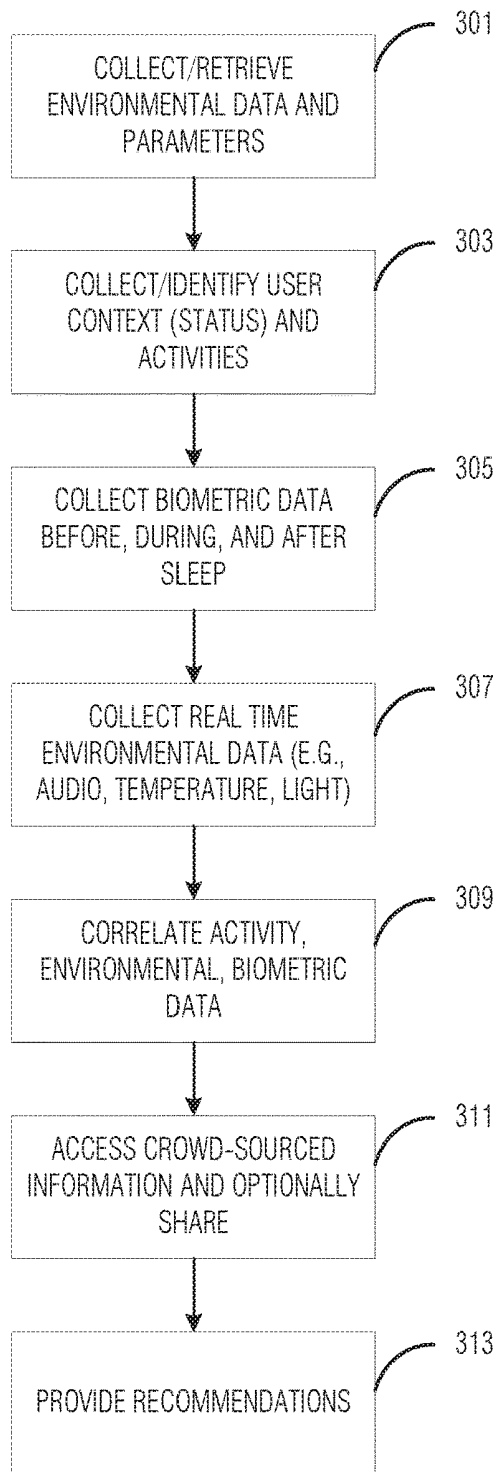 301
COLLECT/RETRIEVE
ENVIRONMENTAL DATA AND
PARAMETERS
303
COLLECT/IDENTIFY USER
CONTEXT (STATUS) AND
ACTIVITIES
305
COLLECT BIOMETRIC DATA
BEFORE, DURING, AND AFTER
SLEEP
307
COLLECT REAL TIME
ENVIRONMENTAL DATA (E.G.,
AUDIO, TEMPERATURE, LIGHT)
309
CORRELATE ACTIVITY,
ENVIRONMENTAL, BIOMETRIC
DATA
311
ACCESS CROWD-SOURCED
INFORMATION AND OPTIONALLY
SHARE
313
PROVIDE RECOMMENDATIONS